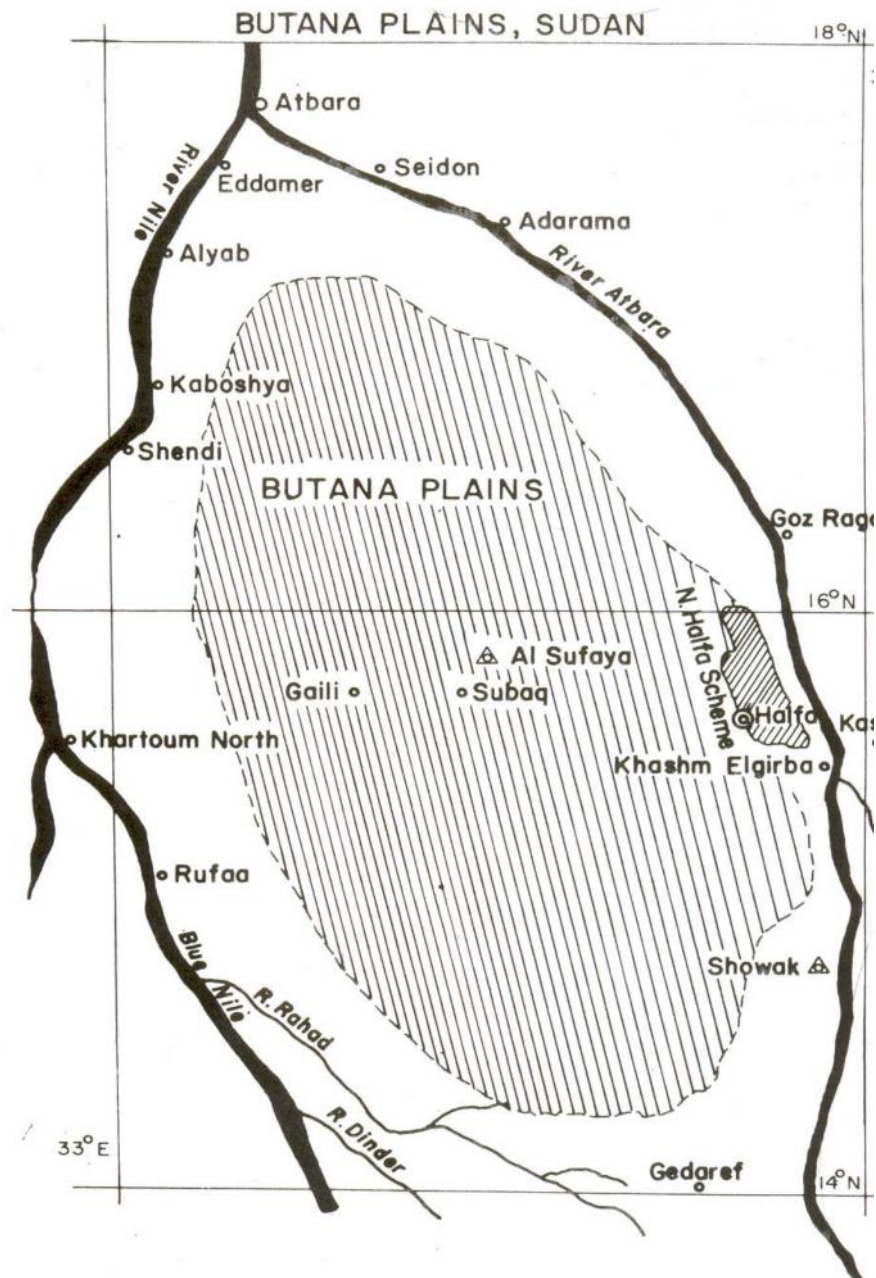 BUTANA PLAINS, SUDAN
18°N
Atbara
River Nile
Eddamer
Seidon
Adarama
Alyab
River Atbara
Kaboshya
Shendi
BUTANA PLAINS
Goz Rage
16°N
N. Halfa Scheme
Al Sufaya
Gaili
Subaq
Halfa
Kas
Khartoum North
Khashm Elgirba
Rufaa
Blue Nile
Showak
R. Rahad
R. Dinder
33°E
Gedaref
14°N